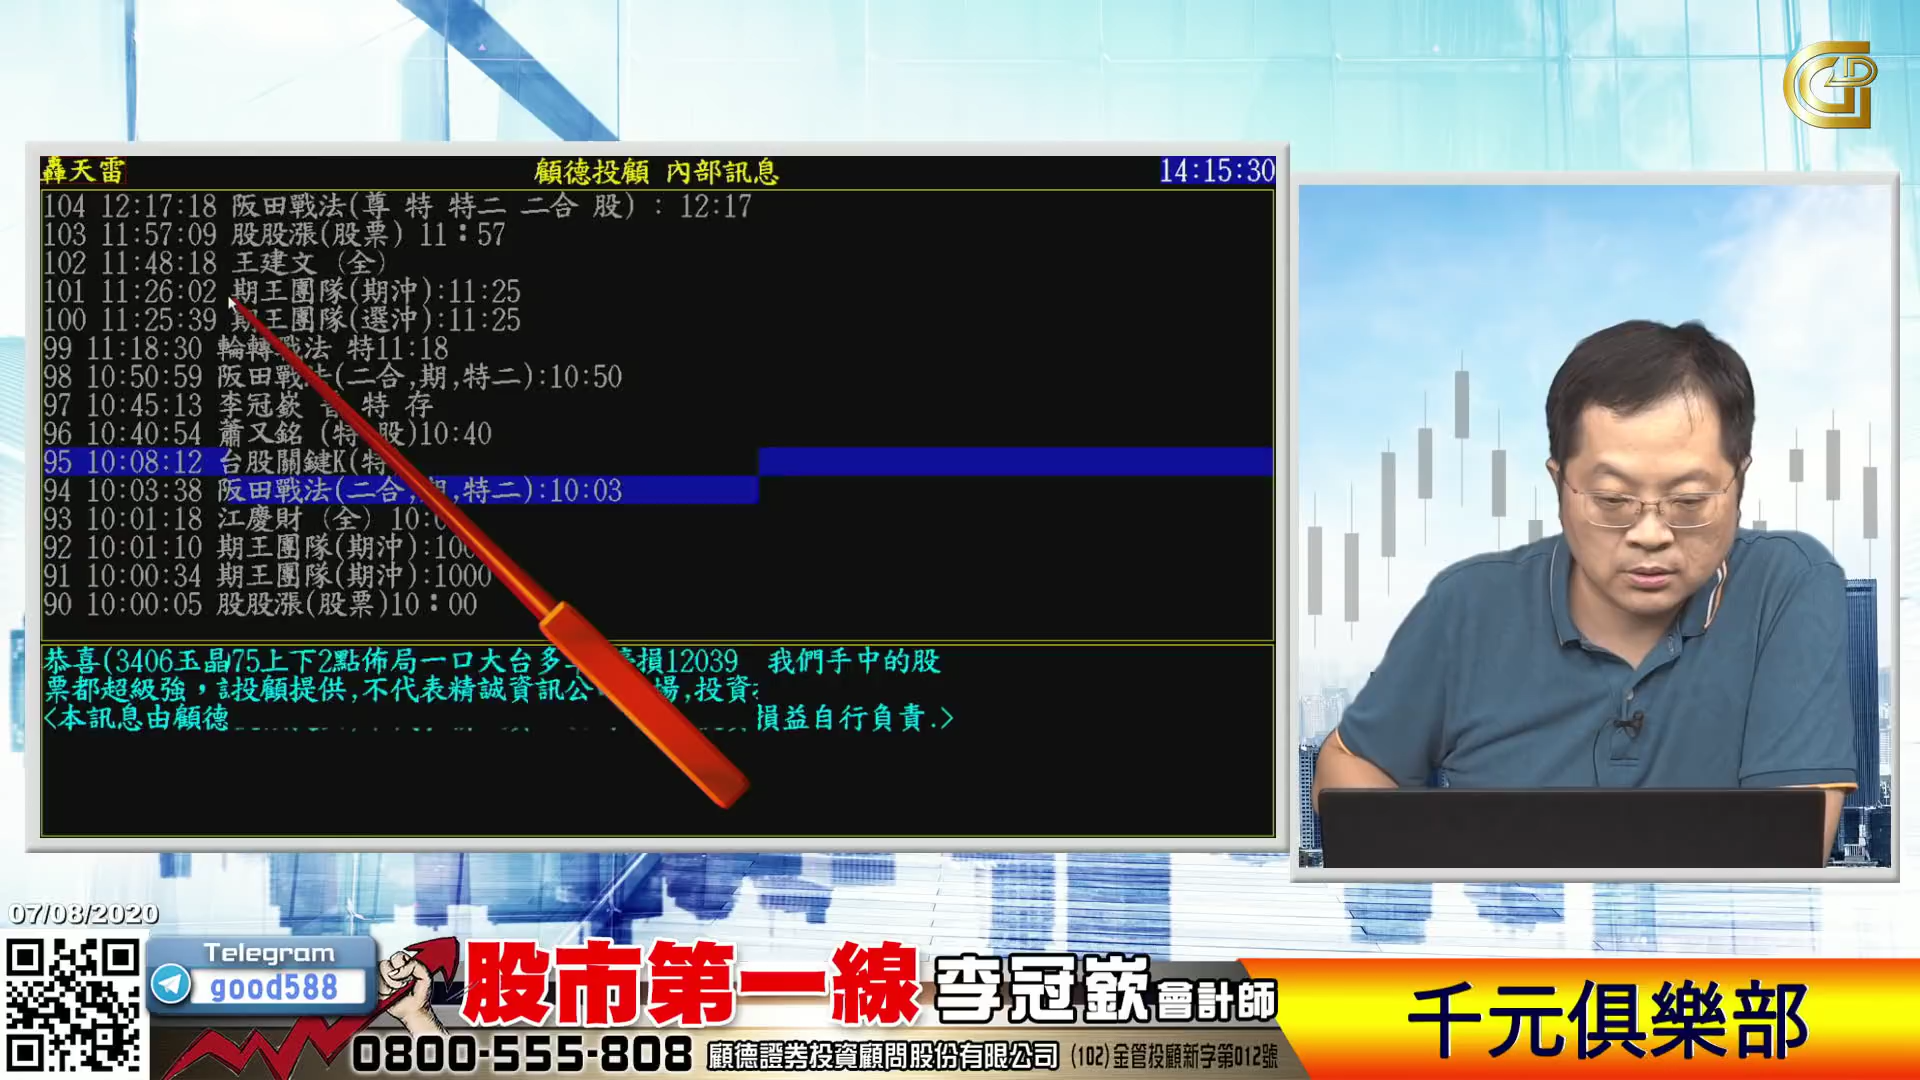 轟天雷 顧德投顧 內部訊息 14:15:30
104 12:17:18 阪田戰法(尊 特 特二 二合 股) : 12:17
103 11:57:09 股股漲(股票) 11：57
102 11:48:18 王建文 (全)
101 11:26:02 期王團隊(期沖):11:25
100 11:25:39 期王團隊(選沖):11:25
99 11:18:30 輪轉戰法 特11:18
98 10:50:59 阪田戰法(二合,期,特二):10:50
97 10:45:13 李冠嶔 特 存
96 10:40:54 蕭又銘 (特 股)10:40
95 10:08:12 台股關鍵K(特
94 10:03:38 阪田戰法(二合,期,特二):10:03
93 10:01:18 江慶財 (全) 10:0
92 10:01:10 期王團隊(期沖):100
91 10:00:34 期王團隊(期沖):1000
90 10:00:05 股股漲(股票)10：00
恭喜(3406玉晶75上下2點佈局一口大台多 損12039 我們手中的股
票都超級強，投顧提供,不代表精誠資訊公 場,投資
<本訊息由顧德 損益自行負責.>
07/08/2020
Telegram
good588
股市第一線 李冠嶔 會計師
0800-555-808 顧德證券投資顧問股份有限公司 (102)金管投顧新字第012號
千元俱樂部